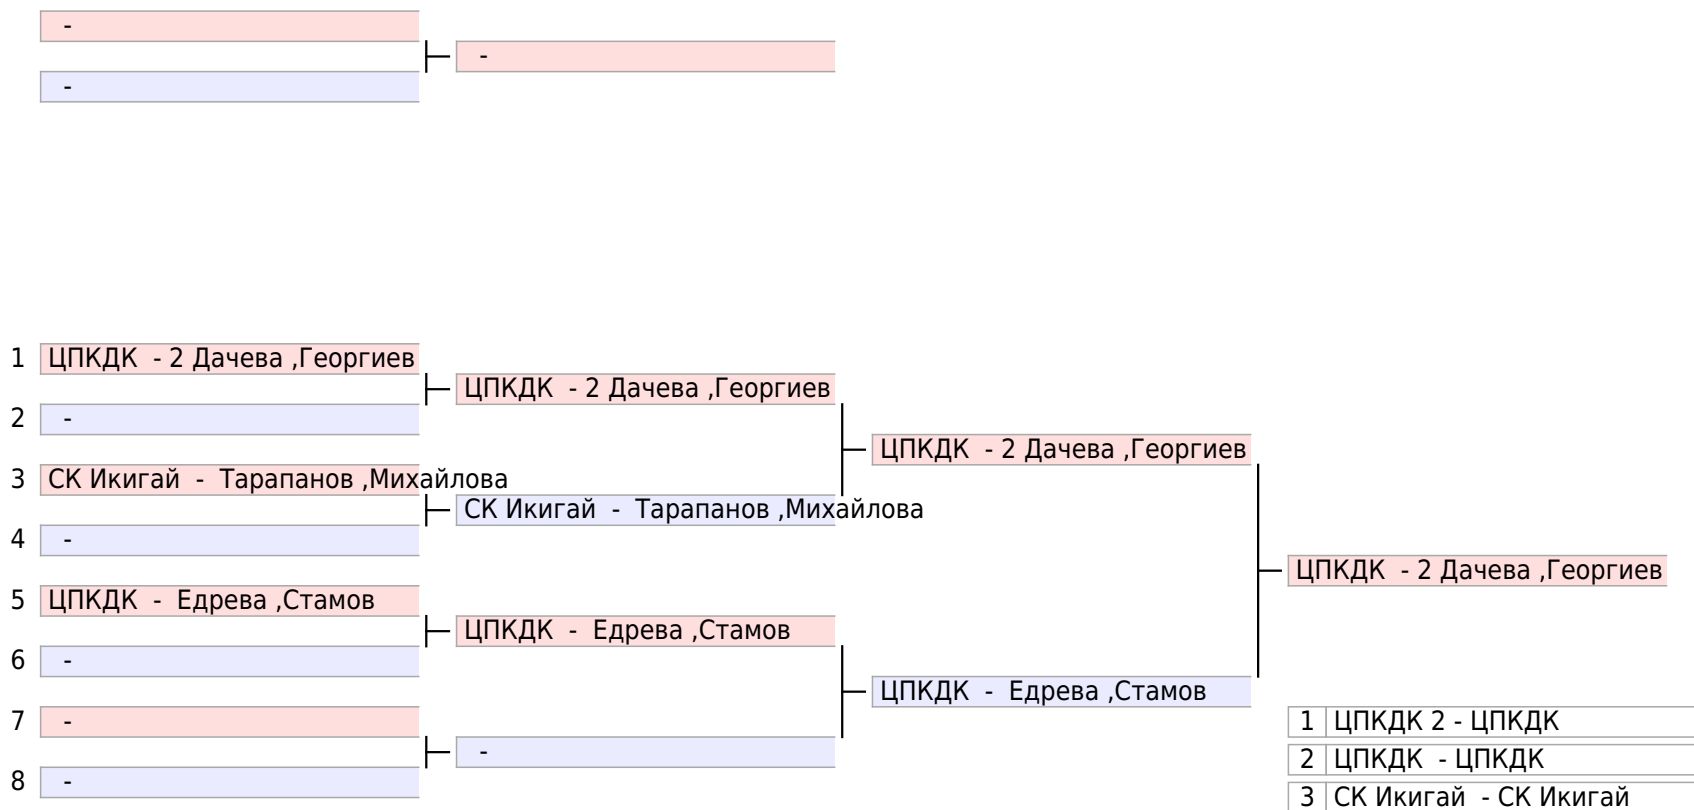 -
-
-
1 ЦПКДК - 2 Дачева ,Георгиев
ЦПКДК - 2 Дачева ,Георгиев
2 -
ЦПКДК - 2 Дачева ,Георгиев
3 СК Икигай - Тарапанов ,Михайлова
СК Икигай - Тарапанов ,Михайлова
4 -
ЦПКДК - 2 Дачева ,Георгиев
5 ЦПКДК - Едрева ,Стамов
ЦПКДК - Едрева ,Стамов
6 -
ЦПКДК - Едрева ,Стамов
7 -
1 ЦПКДК 2 - ЦПКДК
-
2 ЦПКДК - ЦПКДК
8 -
3 СК Икигай - СК Икигай